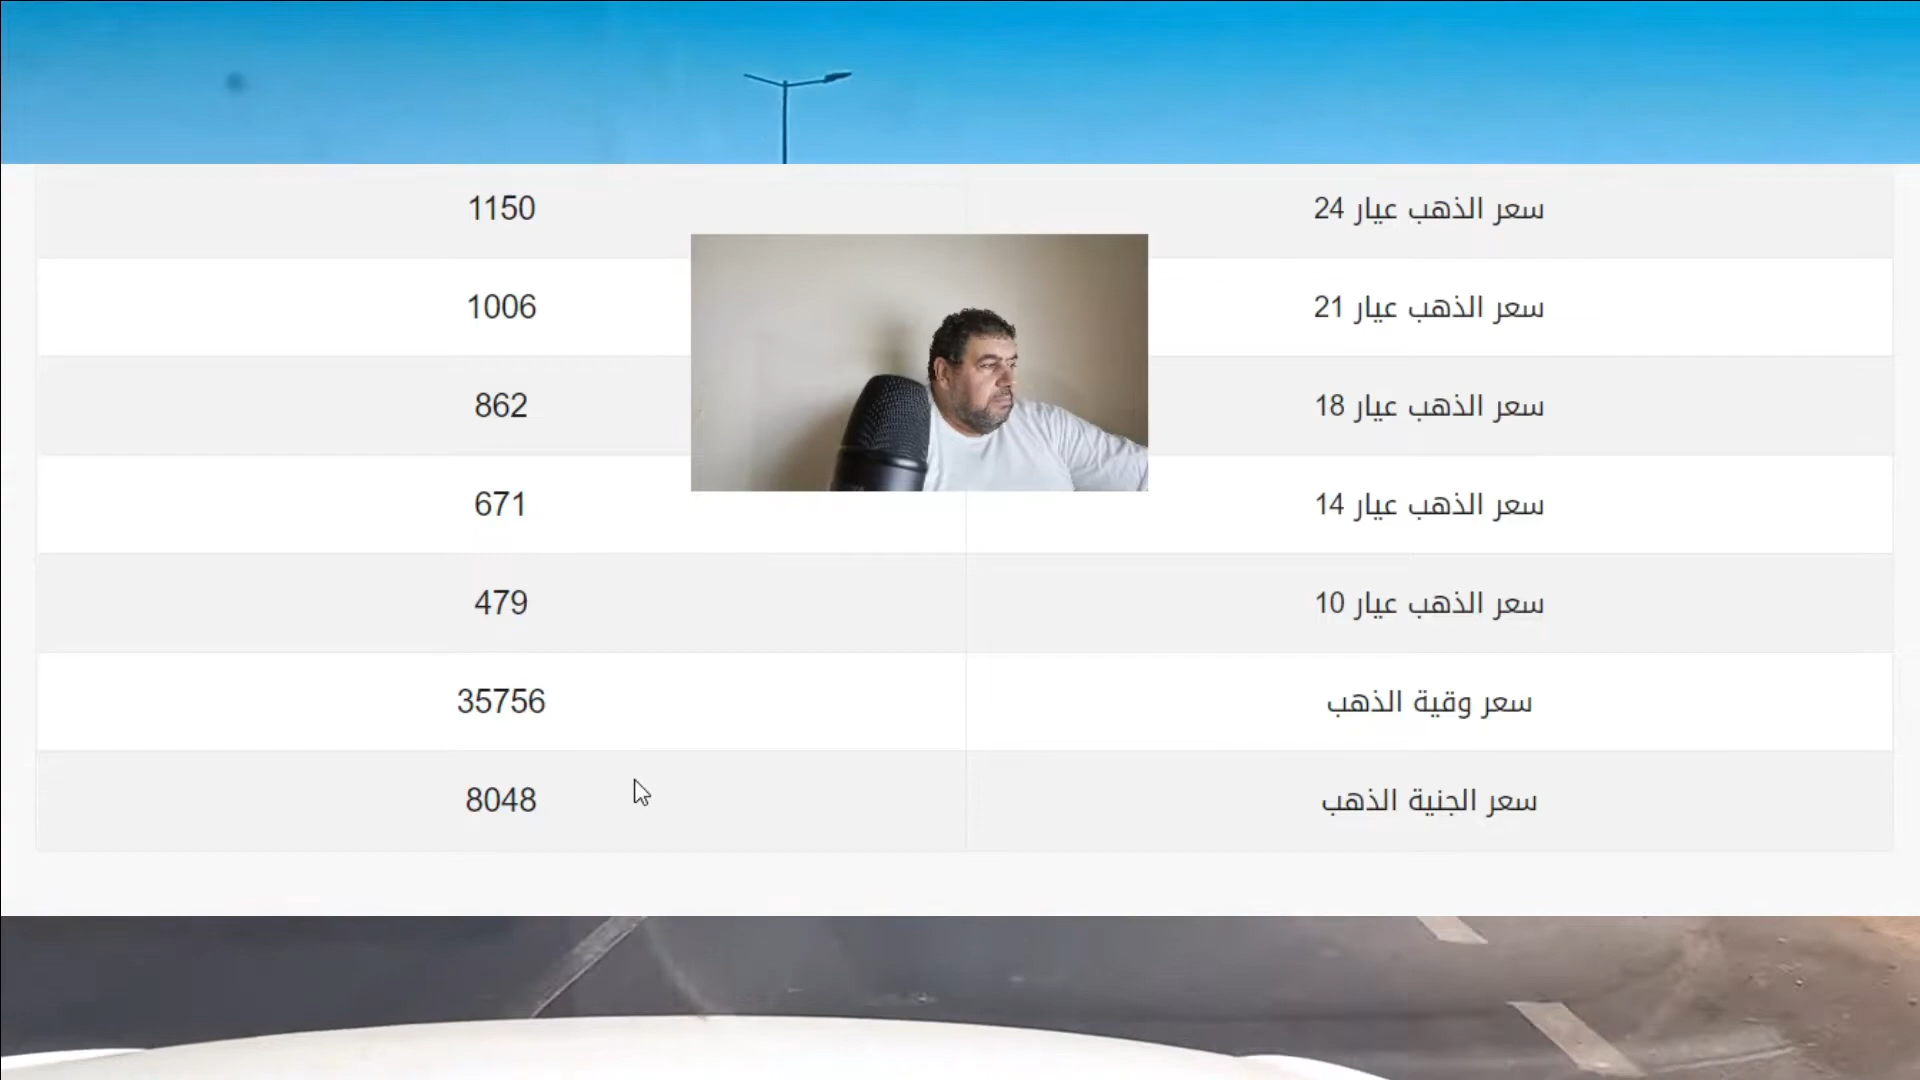 سعر الذهب عيار 24 1150
سعر الذهب عيار 21 1006
سعر الذهب عيار 18 862
سعر الذهب عيار 14 671
سعر الذهب عيار 10 479
سعر وقية الذهب 35756
سعر الجنية الذهب 8048